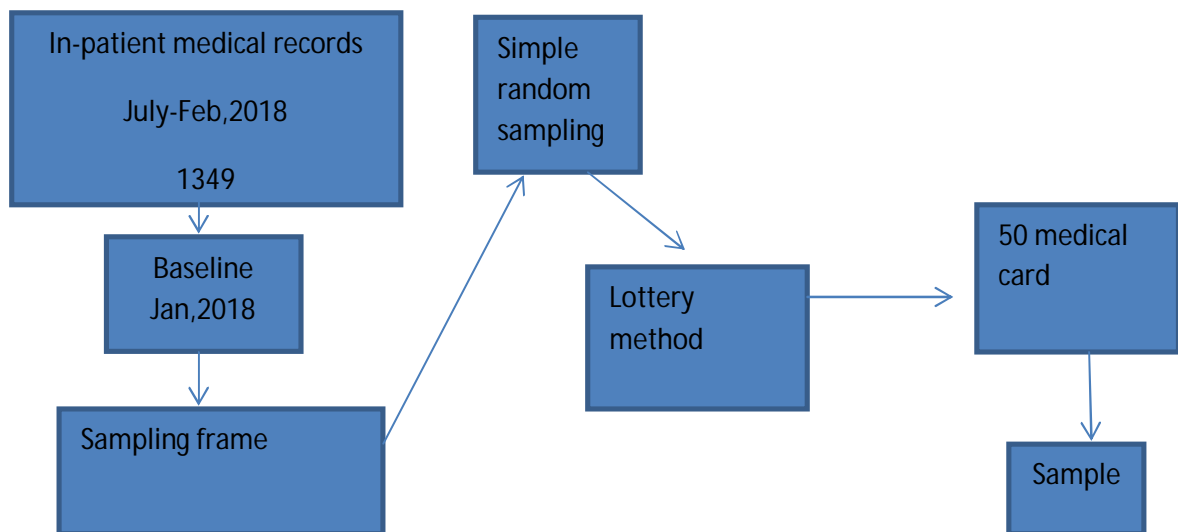 In-patient medical records
July-Feb,2018
1349
Baseline
Jan,2018
Sampling frame
Simple
random
sampling
Lottery
method
50 medical
card
Sample